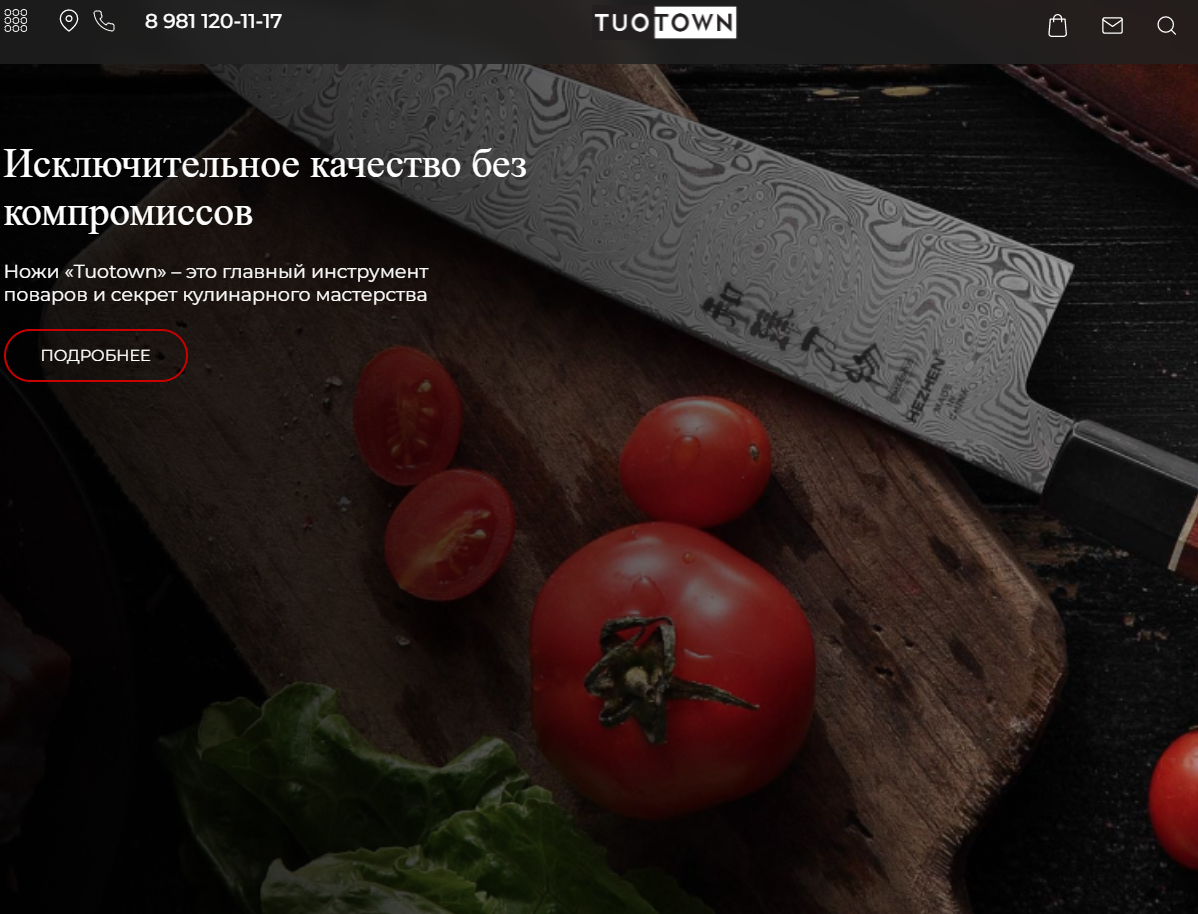 8 981 120-11-17
TUOTOWN
Исключительное качество без
компромиссов
Ножи «Tuotown» – это главный инструмент
поваров и секрет кулинарного мастерства
ПОДРОБНЕЕ
HEZHEN
MADE
IN
CHINA